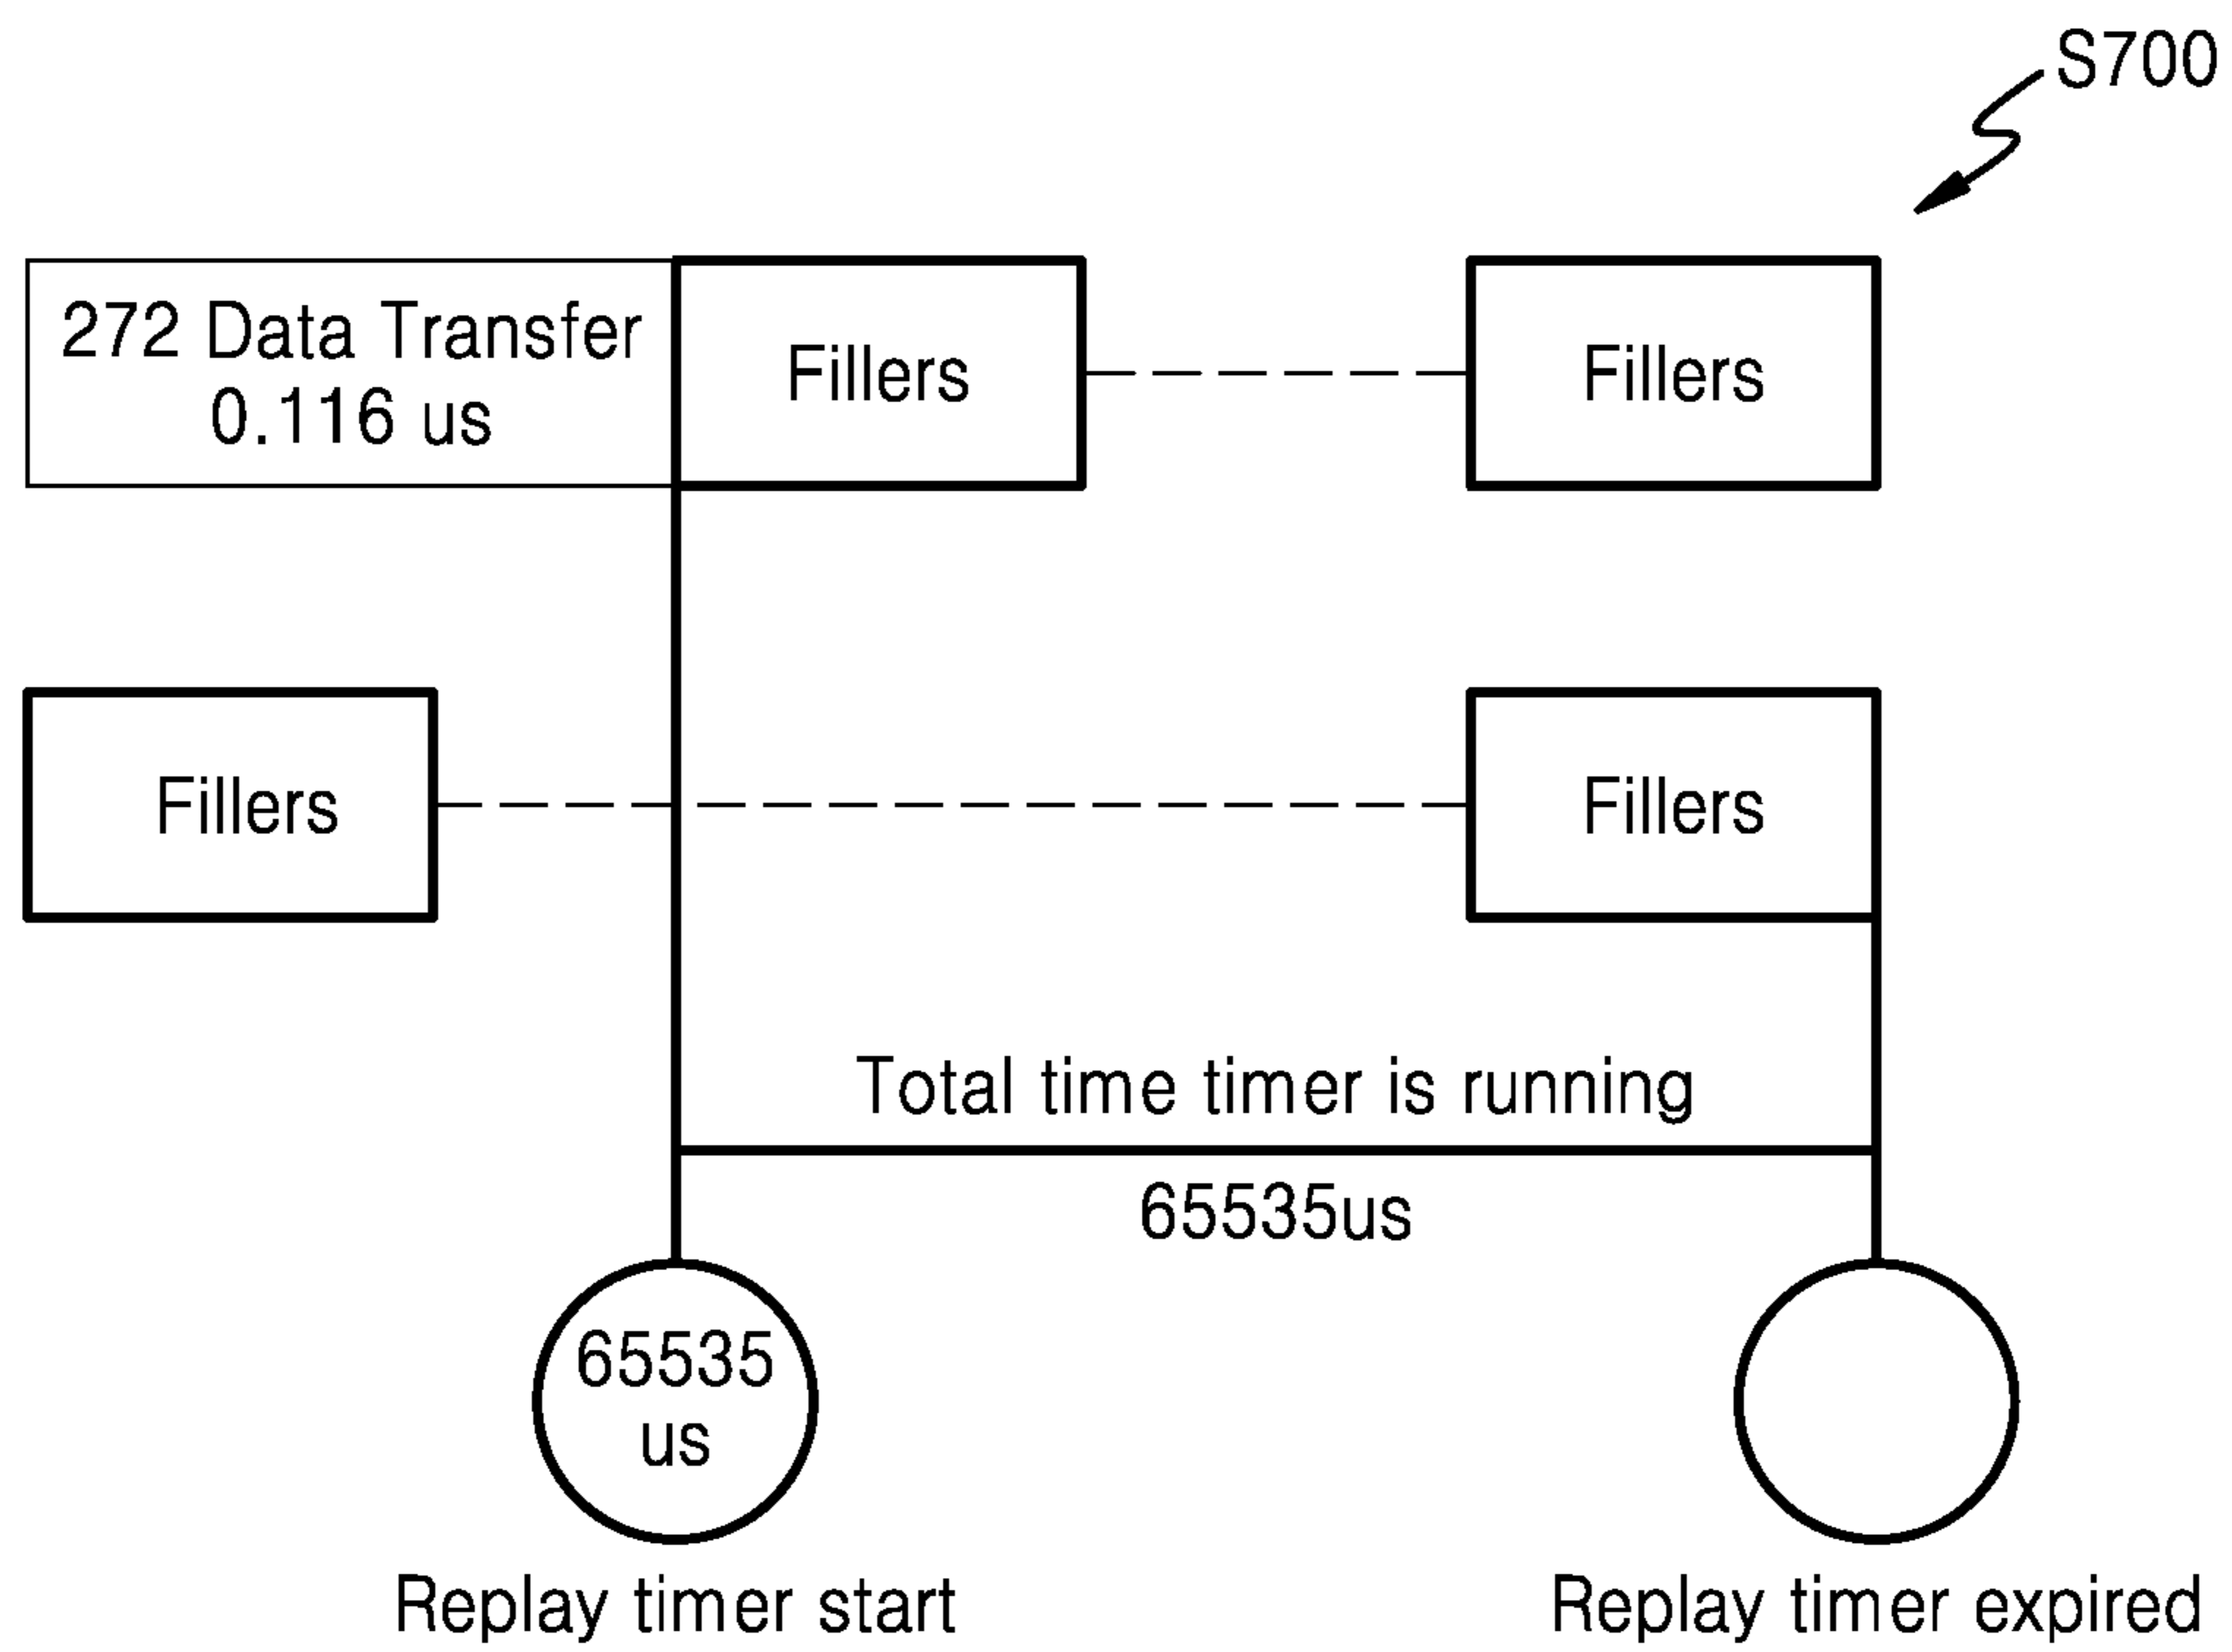 S700
272 Data Transfer
0.116 us
Fillers
Fillers
Fillers
Fillers
Total time timer is running
65535us
65535
us
Replay timer start
Replay timer expired